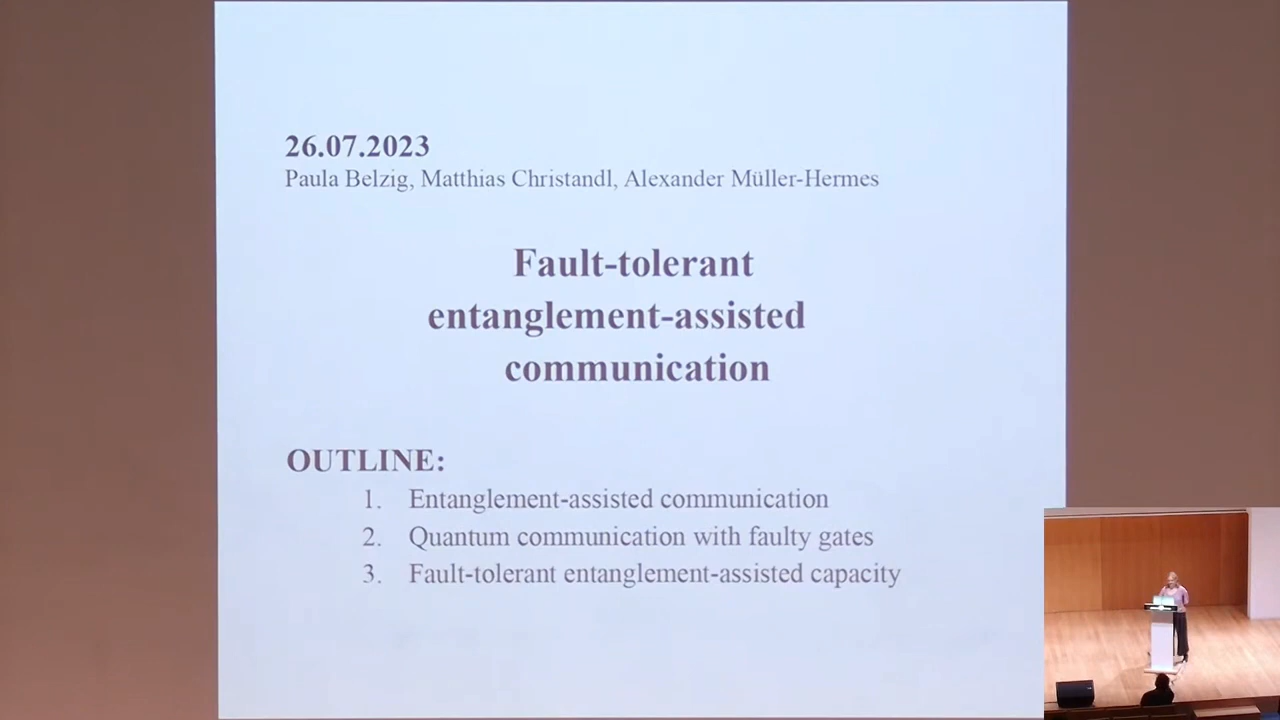 26.07.2023
Paula Belzig, Matthias Christandl, Alexander Müller-Hermes
Fault-tolerant
entanglement-assisted
communication
OUTLINE:
1. Entanglement-assisted communication
2. Quantum communication with faulty gates
3. Fault-tolerant entanglement-assisted capacity